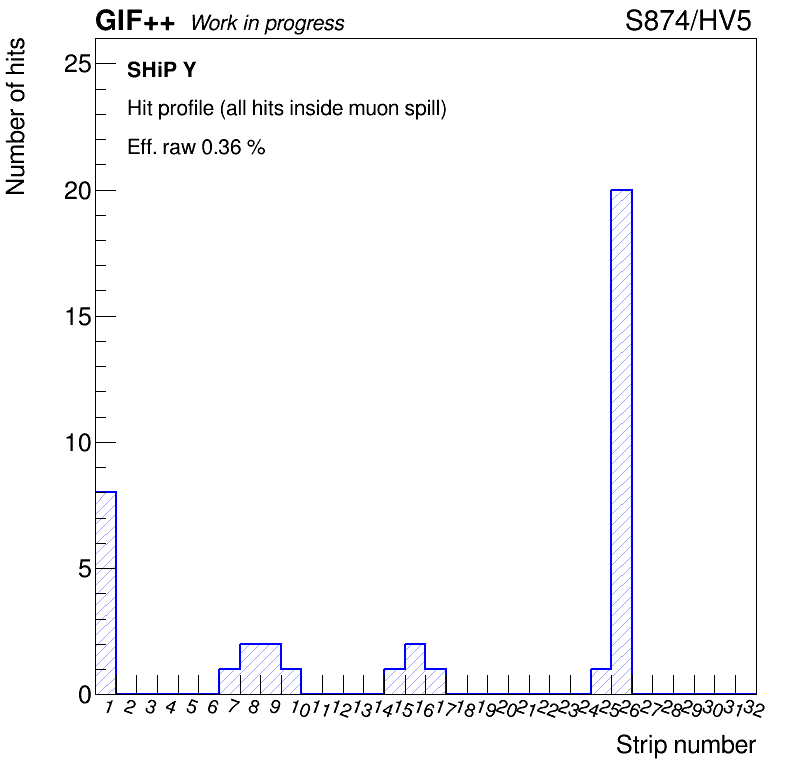 GIF++ Work in progress S874/HV5
Number of hits
SHiP Y
Hit profile (all hits inside muon spill)
Eff. raw 0.36 %
25
20
15
10
5
0
1 2 3 4 5 6 7 8 9 10 11 12 13 14 15 16 17 18 19 20 21 22 23 24 25 26 27 28 29 30 31 32
Strip number